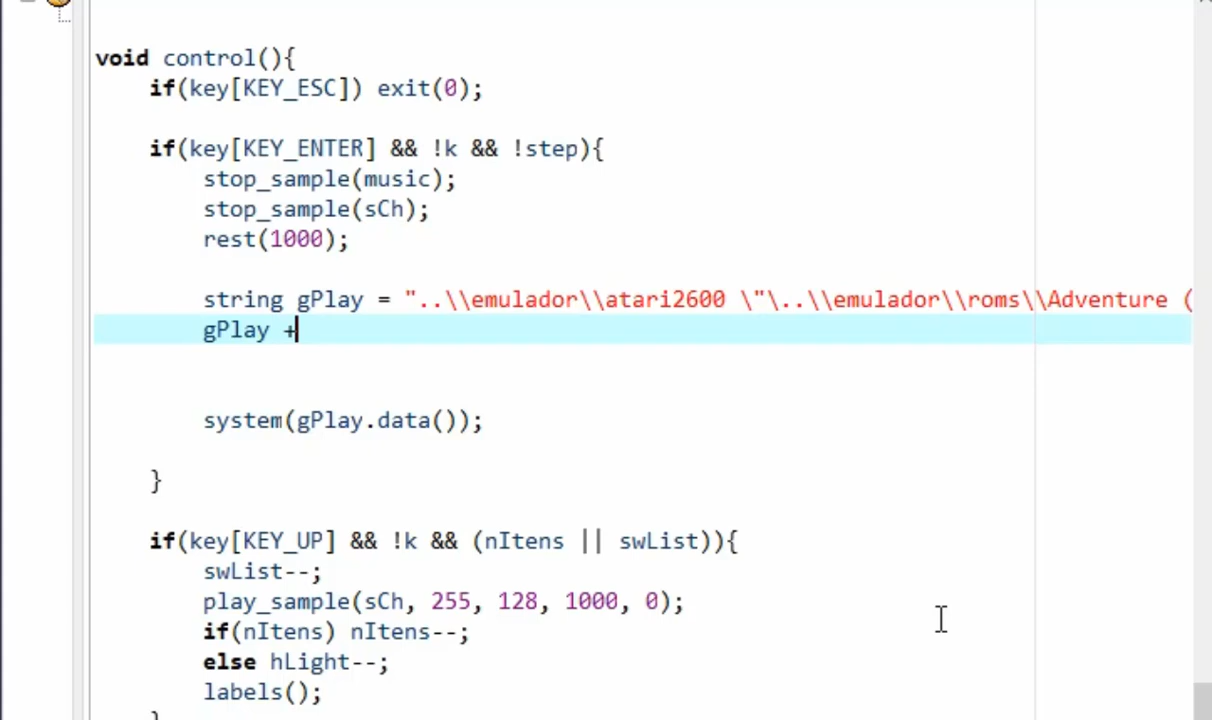 void control(){
if(key[KEY_ESC]) exit(0);
if(key[KEY_ENTER] && !k && !step){
stop_sample(music);
stop_sample(sCh);
rest(1000);
string gPlay = "..\\emulador\\atari2600 \"\..\\emulador\\roms\\Adventure (
gPlay +
system(gPlay.data());
}
if(key[KEY_UP] && !k && (nItens || swList)){
swList--;
play_sample(sCh, 255, 128, 1000, 0);
if(nItens) nItens--;
else hLight--;
labels();
}